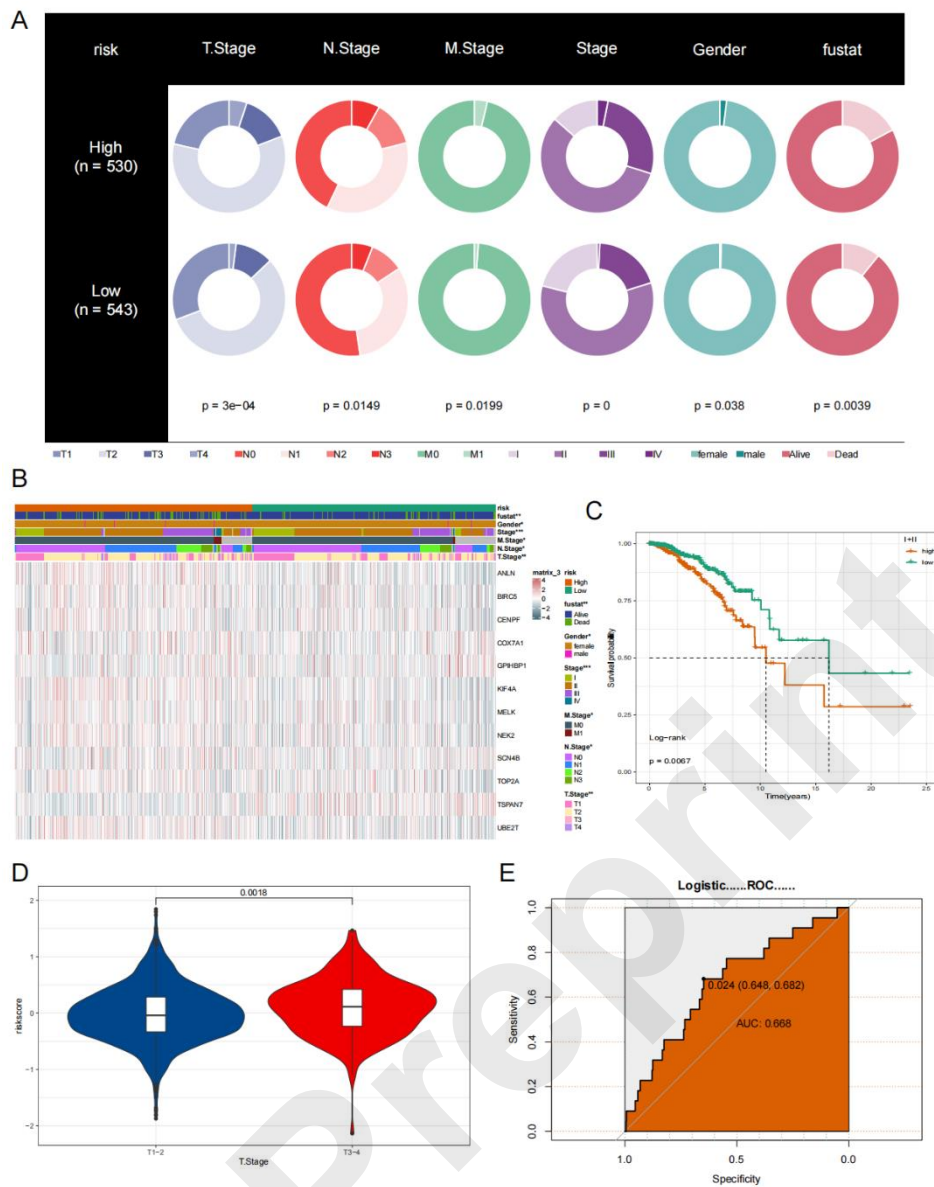 A
risk T.Stage N.Stage M.Stage Stage Gender fustat
High
(n = 530)
Low
(n = 543)
p = 3e−04 p = 0.0149 p = 0.0199 p = 0 p = 0.038 p = 0.0039
T1 T2 T3 T4 N0 N1 N2 N3 M0 M1 I II III IV female male Alive Dead
B
risk
fustat**
Gender*
Stage***
M.Stage*
N.Stage*
T.Stage**
ANLN
BIRC5
CENPF
COX7A1
GPIHBP1
KIF4A
MELK
NEK2
SCN4B
TOP2A
TSPAN7
UBE2T
matrix_3
4
2
0
−2
−4
risk
High
Low
fustat**
Alive
Dead
Gender*
female
male
Stage***
I
II
III
IV
M.Stage*
M0
M1
N.Stage*
N0
N1
N2
N3
T.Stage**
T1
T2
T3
T4
C
I+II
high
low
1.00
0.75
0.50
0.25
0.00
Survival probability
Log−rank
p = 0.0067
0 5 10 15 20 25
Time(years)
D
0.0018
2
1
0
−1
−2
riskscore
T1−2 T3−4
T.Stage
E
Logistic......ROC......
1.0
0.8
0.6
0.4
0.2
0.0
Sensitivity
0.024 (0.648, 0.682)
AUC: 0.668
1.0 0.5 0.0
Specificity
Preprint